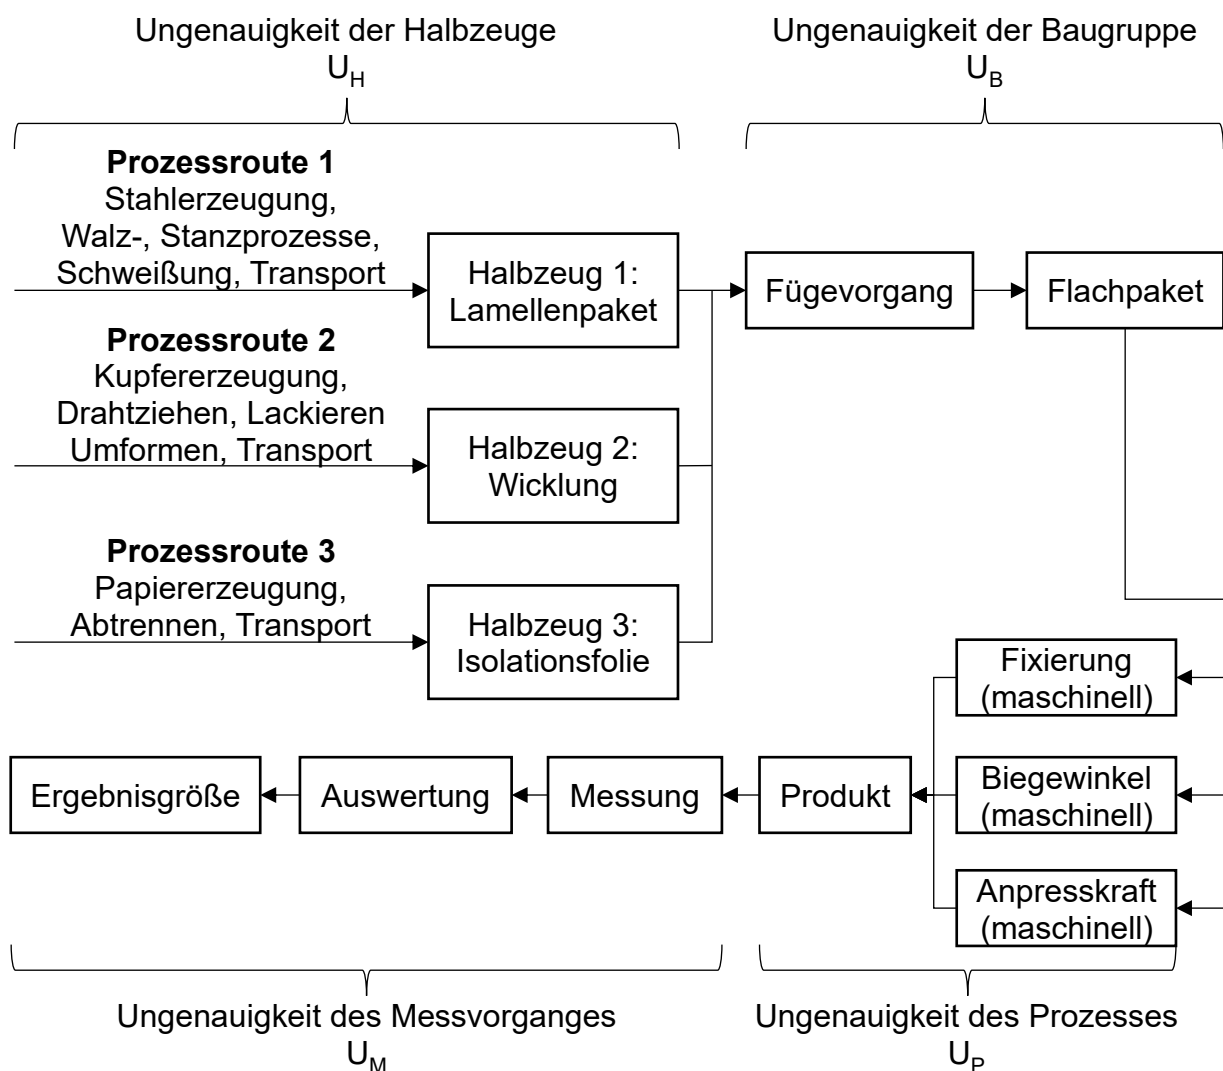 Ungenauigkeit der Halbzeuge
U_H
Ungenauigkeit der Baugruppe
U_B
Prozessroute 1
Stahlerzeugung,
Walz-, Stanzprozesse,
Schweißung, Transport
Halbzeug 1:
Lamellenpaket
Fügevorgang
Flachpaket
Prozessroute 2
Kupfererzeugung,
Drahtziehen, Lackieren
Umformen, Transport
Halbzeug 2:
Wicklung
Prozessroute 3
Papiererzeugung,
Abtrennen, Transport
Halbzeug 3:
Isolationsfolie
Fixierung
(maschinell)
Ergebnisgröße
Auswertung
Messung
Produkt
Biegewinkel
(maschinell)
Anpresskraft
(maschinell)
Ungenauigkeit des Messvorganges
U_M
Ungenauigkeit des Prozesses
U_P